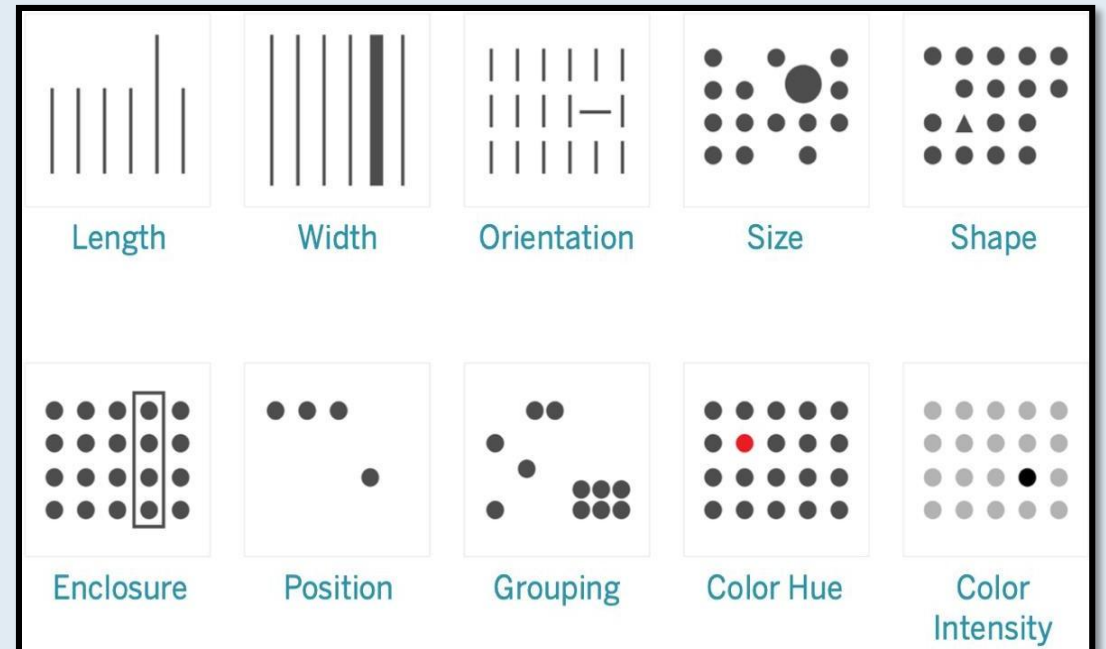 Length
Width
Orientation
Size
Shape
Enclosure
Position
Grouping
Color Hue
Color
Intensity